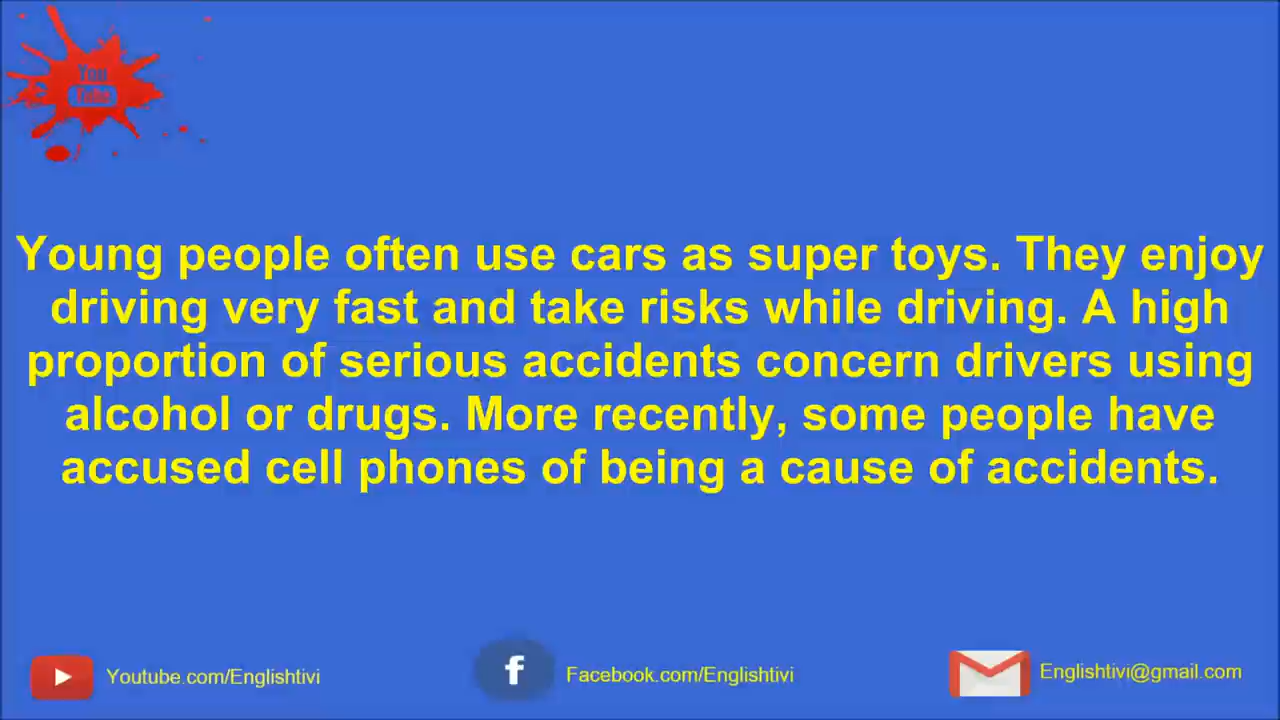 You
Tube
Young people often use cars as super toys. They enjoy
driving very fast and take risks while driving. A high
proportion of serious accidents concern drivers using
alcohol or drugs. More recently, some people have
accused cell phones of being a cause of accidents.
Youtube.com/Englishtivi
f
Facebook.com/Englishtivi
Englishtivi@gmail.com